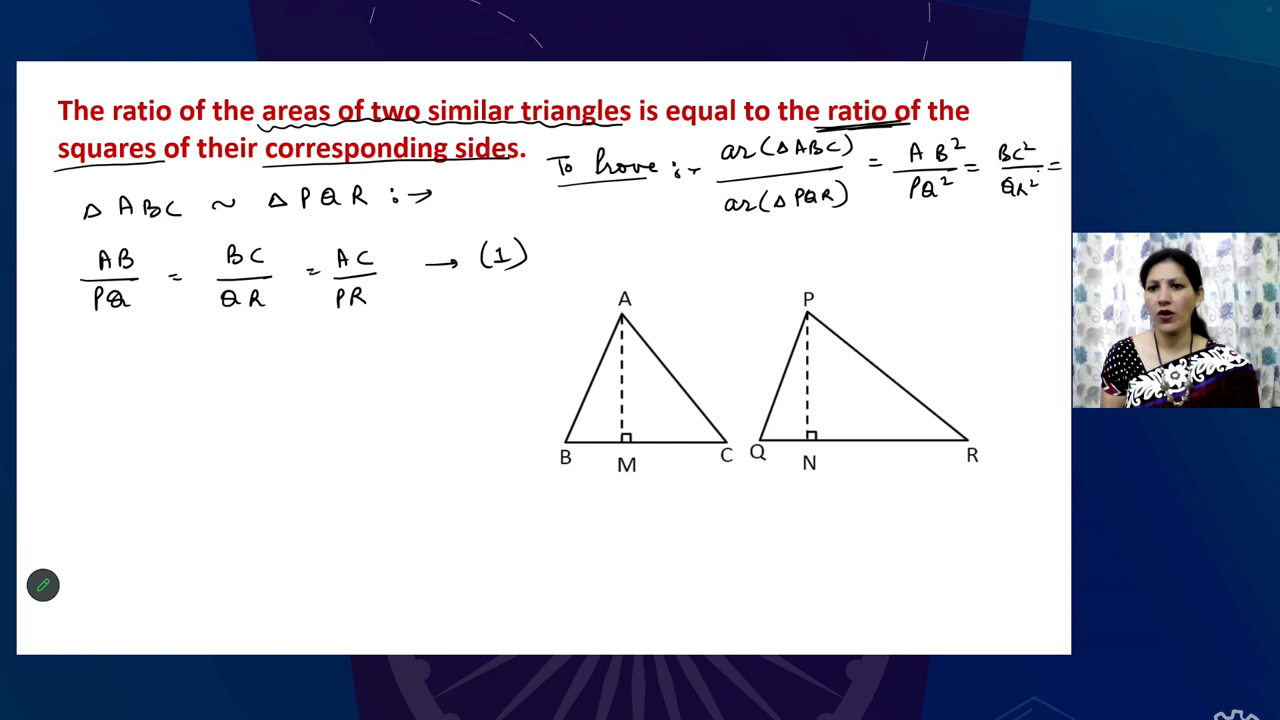 The ratio of the areas of two similar triangles is equal to the ratio of the
squares of their corresponding sides.
To prove :- ar(△ABC)/ar(△PQR) = AB²/PQ² = BC²/QR² =
△ABC ~ △PQR :→
AB/PQ = BC/QR = AC/PR → (1)
A P
B M C Q N R